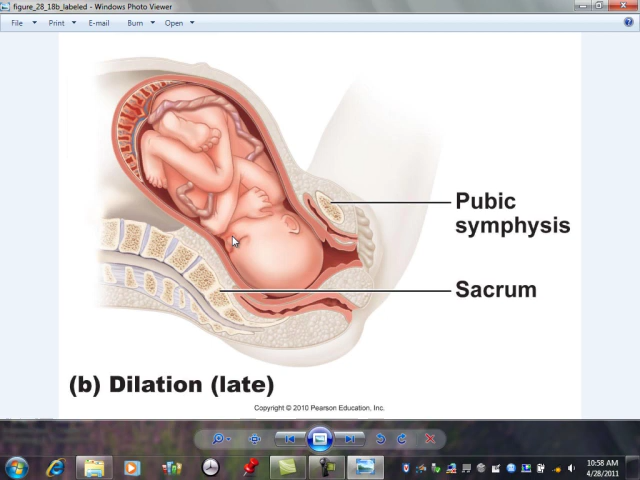 figure_28_18b_labeled - Windows Photo Viewer
File Print E-mail Burn Open
Pubic
symphysis
Sacrum
(b) Dilation (late)
Copyright © 2010 Pearson Education, Inc.
10:58 AM
4/28/2011